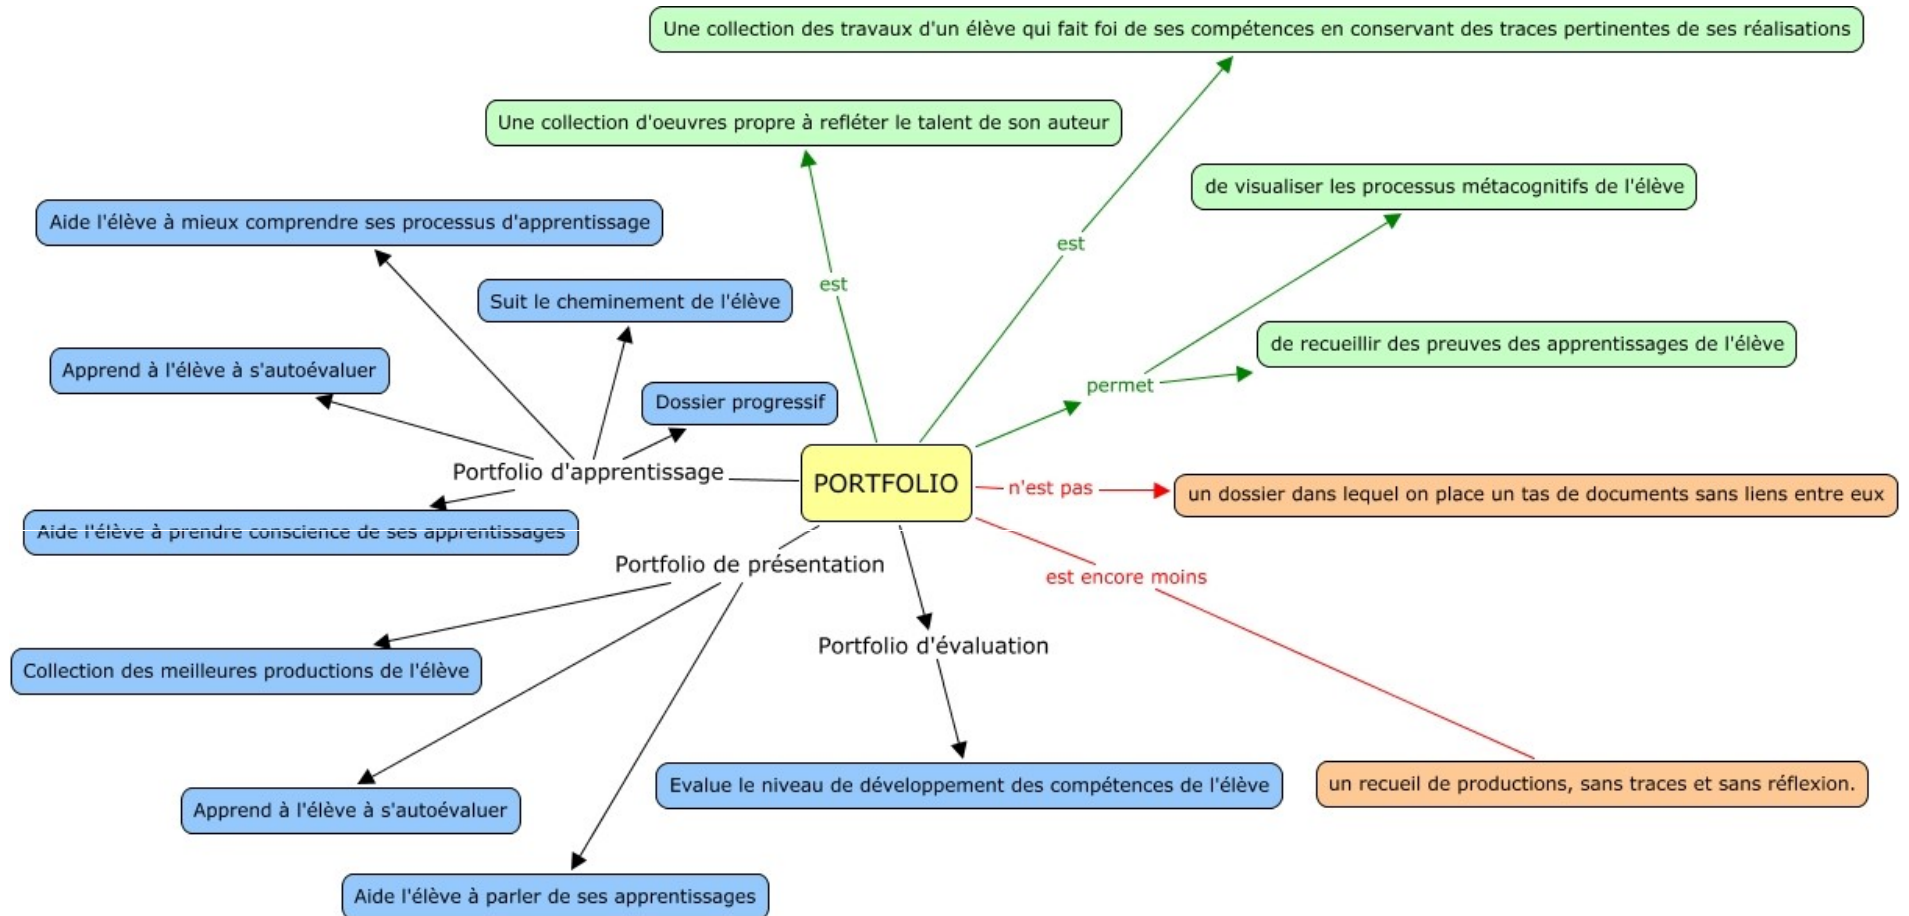 Une collection des travaux d'un élève qui fait foi de ses compétences en conservant des traces pertinentes de ses réalisations
Une collection d'oeuvres propre à refléter le talent de son auteur
de visualiser les processus métacognitifs de l'élève
Aide l'élève à mieux comprendre ses processus d'apprentissage
est
est
Suit le cheminement de l'élève
de recueillir des preuves des apprentissages de l'élève
Apprend à l'élève à s'autoévaluer
permet
Dossier progressif
Portfolio d'apprentissage
PORTFOLIO
n'est pas
un dossier dans lequel on place un tas de documents sans liens entre eux
Aide l'élève à prendre conscience de ses apprentissages
Portfolio de présentation
est encore moins
Portfolio d'évaluation
Collection des meilleures productions de l'élève
Evalue le niveau de développement des compétences de l'élève
un recueil de productions, sans traces et sans réflexion.
Apprend à l'élève à s'autoévaluer
Aide l'élève à parler de ses apprentissages